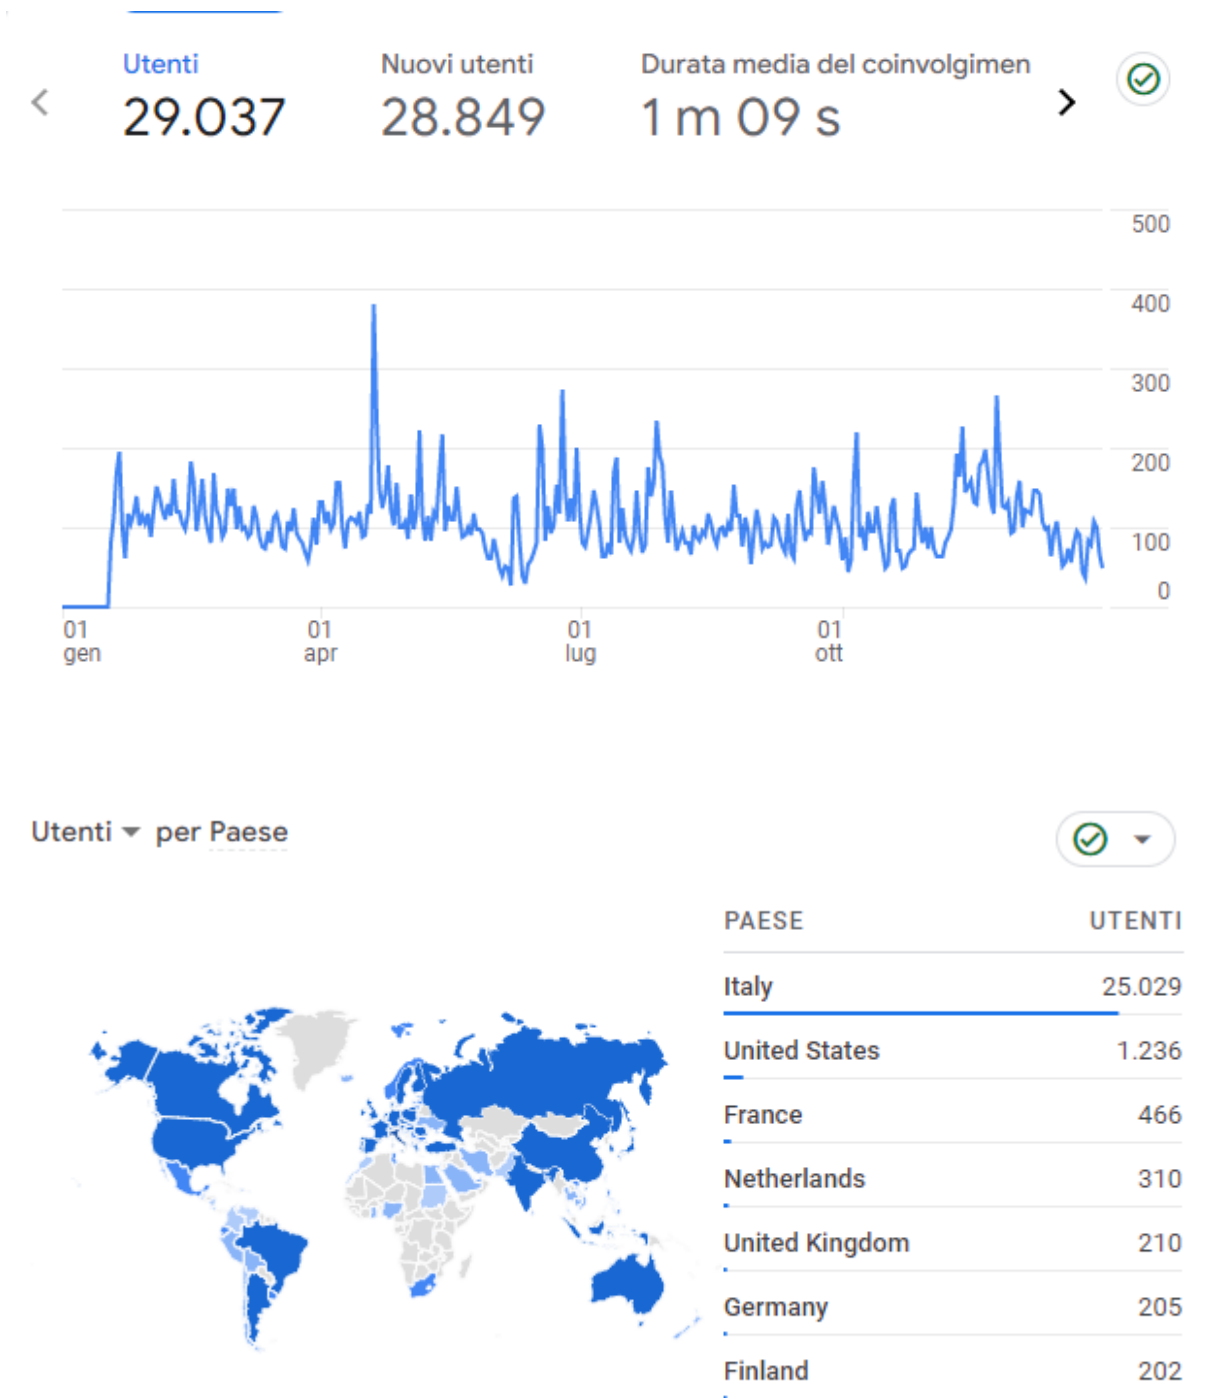 Utenti
29.037
Nuovi utenti
28.849
Durata media del coinvolgimen
1 m 09 s
500
400
300
200
100
0
01
gen
01
apr
01
lug
01
ott
Utenti per Paese
PAESE UTENTI
Italy 25.029
United States 1.236
France 466
Netherlands 310
United Kingdom 210
Germany 205
Finland 202